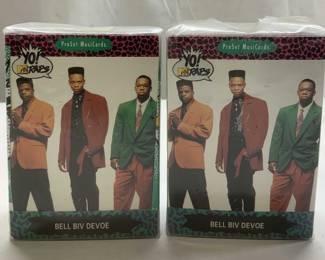 ProSet MusiCards
YO!
MTV
RAPS
BELL BIV DEVOE
ProSet MusiCards
YO!
MTV
RAPS
BELL BIV DEVOE